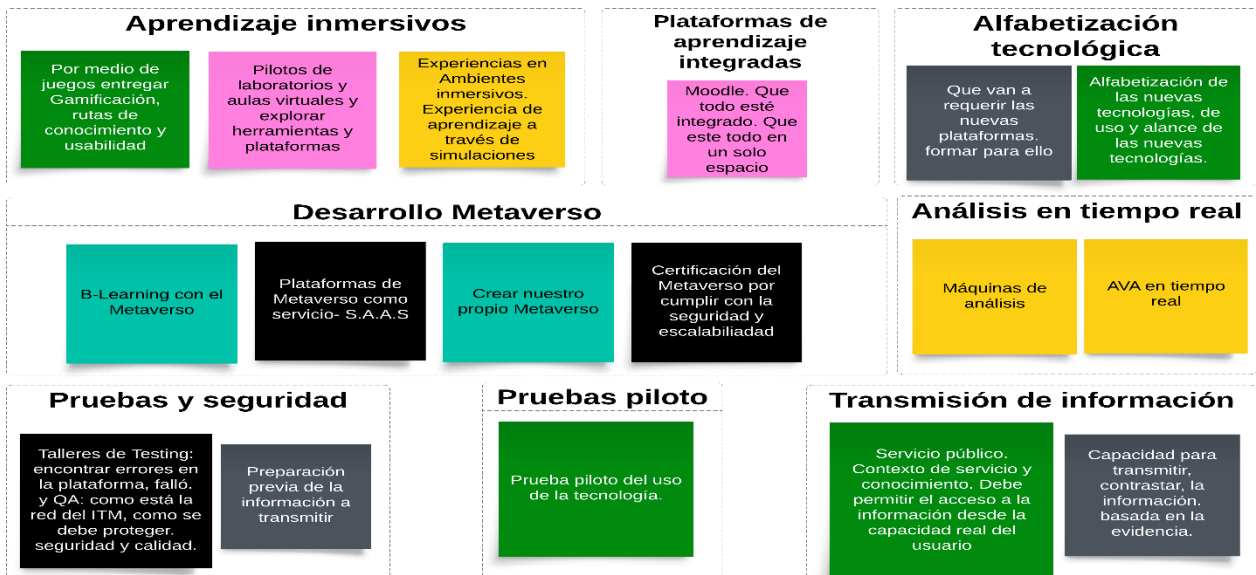 Aprendizaje inmersivos
Por medio de
juegos entregar
Gamificación,
rutas de
conocimiento y
usabilidad
Pilotos de
laboratorios y
aulas virtuales y
explorar
herramientas y
plataformas
Experiencias en
Ambientes
inmersivos.
Experiencia de
aprendizaje a
través de
simulaciones
Plataformas de
aprendizaje
integradas
Moodle. Que
todo esté
integrado. Que
este todo en
un solo
espacio
Alfabetización
tecnológica
Que van a
requerir las
nuevas
plataformas.
formar para ello
Alfabetización de
las nuevas
tecnologías, de
uso y alance de
las nuevas
tecnologías.
Desarrollo Metaverso
B-Learning con el
Metaverso
Plataformas de
Metaverso como
servicio- S.A.A.S
Crear nuestro
propio Metaverso
Certificación del
Metaverso por
cumplir con la
seguridad y
escalabiliadad
Análisis en tiempo real
Máquinas de
análisis
AVA en tiempo
real
Pruebas y seguridad
Talleres de Testing:
encontrar errores en
la plataforma, falló.
y QA: como está la
red del ITM, como se
debe proteger.
seguridad y calidad.
Preparación
previa de la
información a
transmitir
Pruebas piloto
Prueba piloto del uso
de la tecnología.
Transmisión de información
Servicio público.
Contexto de servicio y
conocimiento. Debe
permitir el acceso a la
información desde la
capacidad real del
usuario
Capacidad para
transmitir,
contrastar, la
información.
basada en la
evidencia.